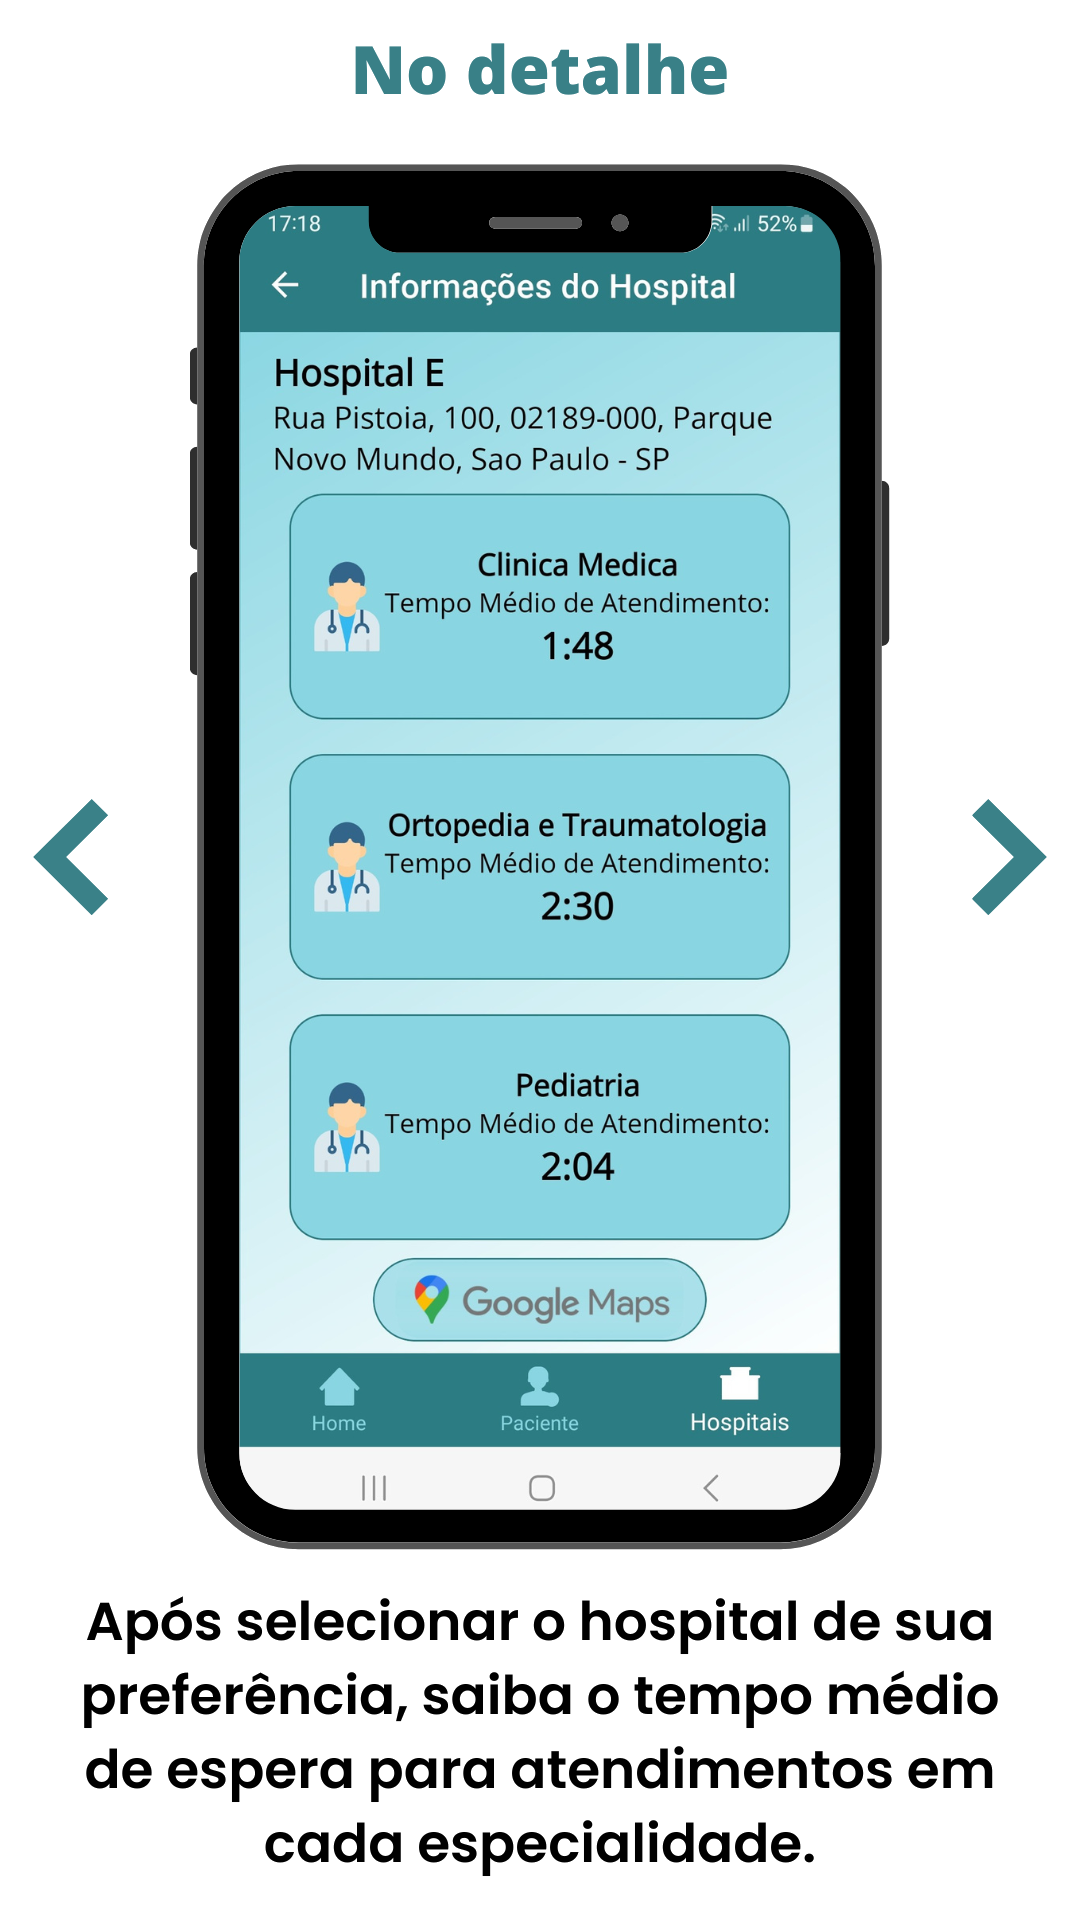 No detalhe
17:18
52%
Informações do Hospital
Hospital E
Rua Pistoia, 100, 02189-000, Parque
Novo Mundo, Sao Paulo - SP
Clinica Medica
Tempo Médio de Atendimento:
1:48
Ortopedia e Traumatologia
Tempo Médio de Atendimento:
2:30
Pediatria
Tempo Médio de Atendimento:
2:04
Google Maps
Home
Paciente
Hospitais
Após selecionar o hospital de sua
preferência, saiba o tempo médio
de espera para atendimentos em
cada especialidade.